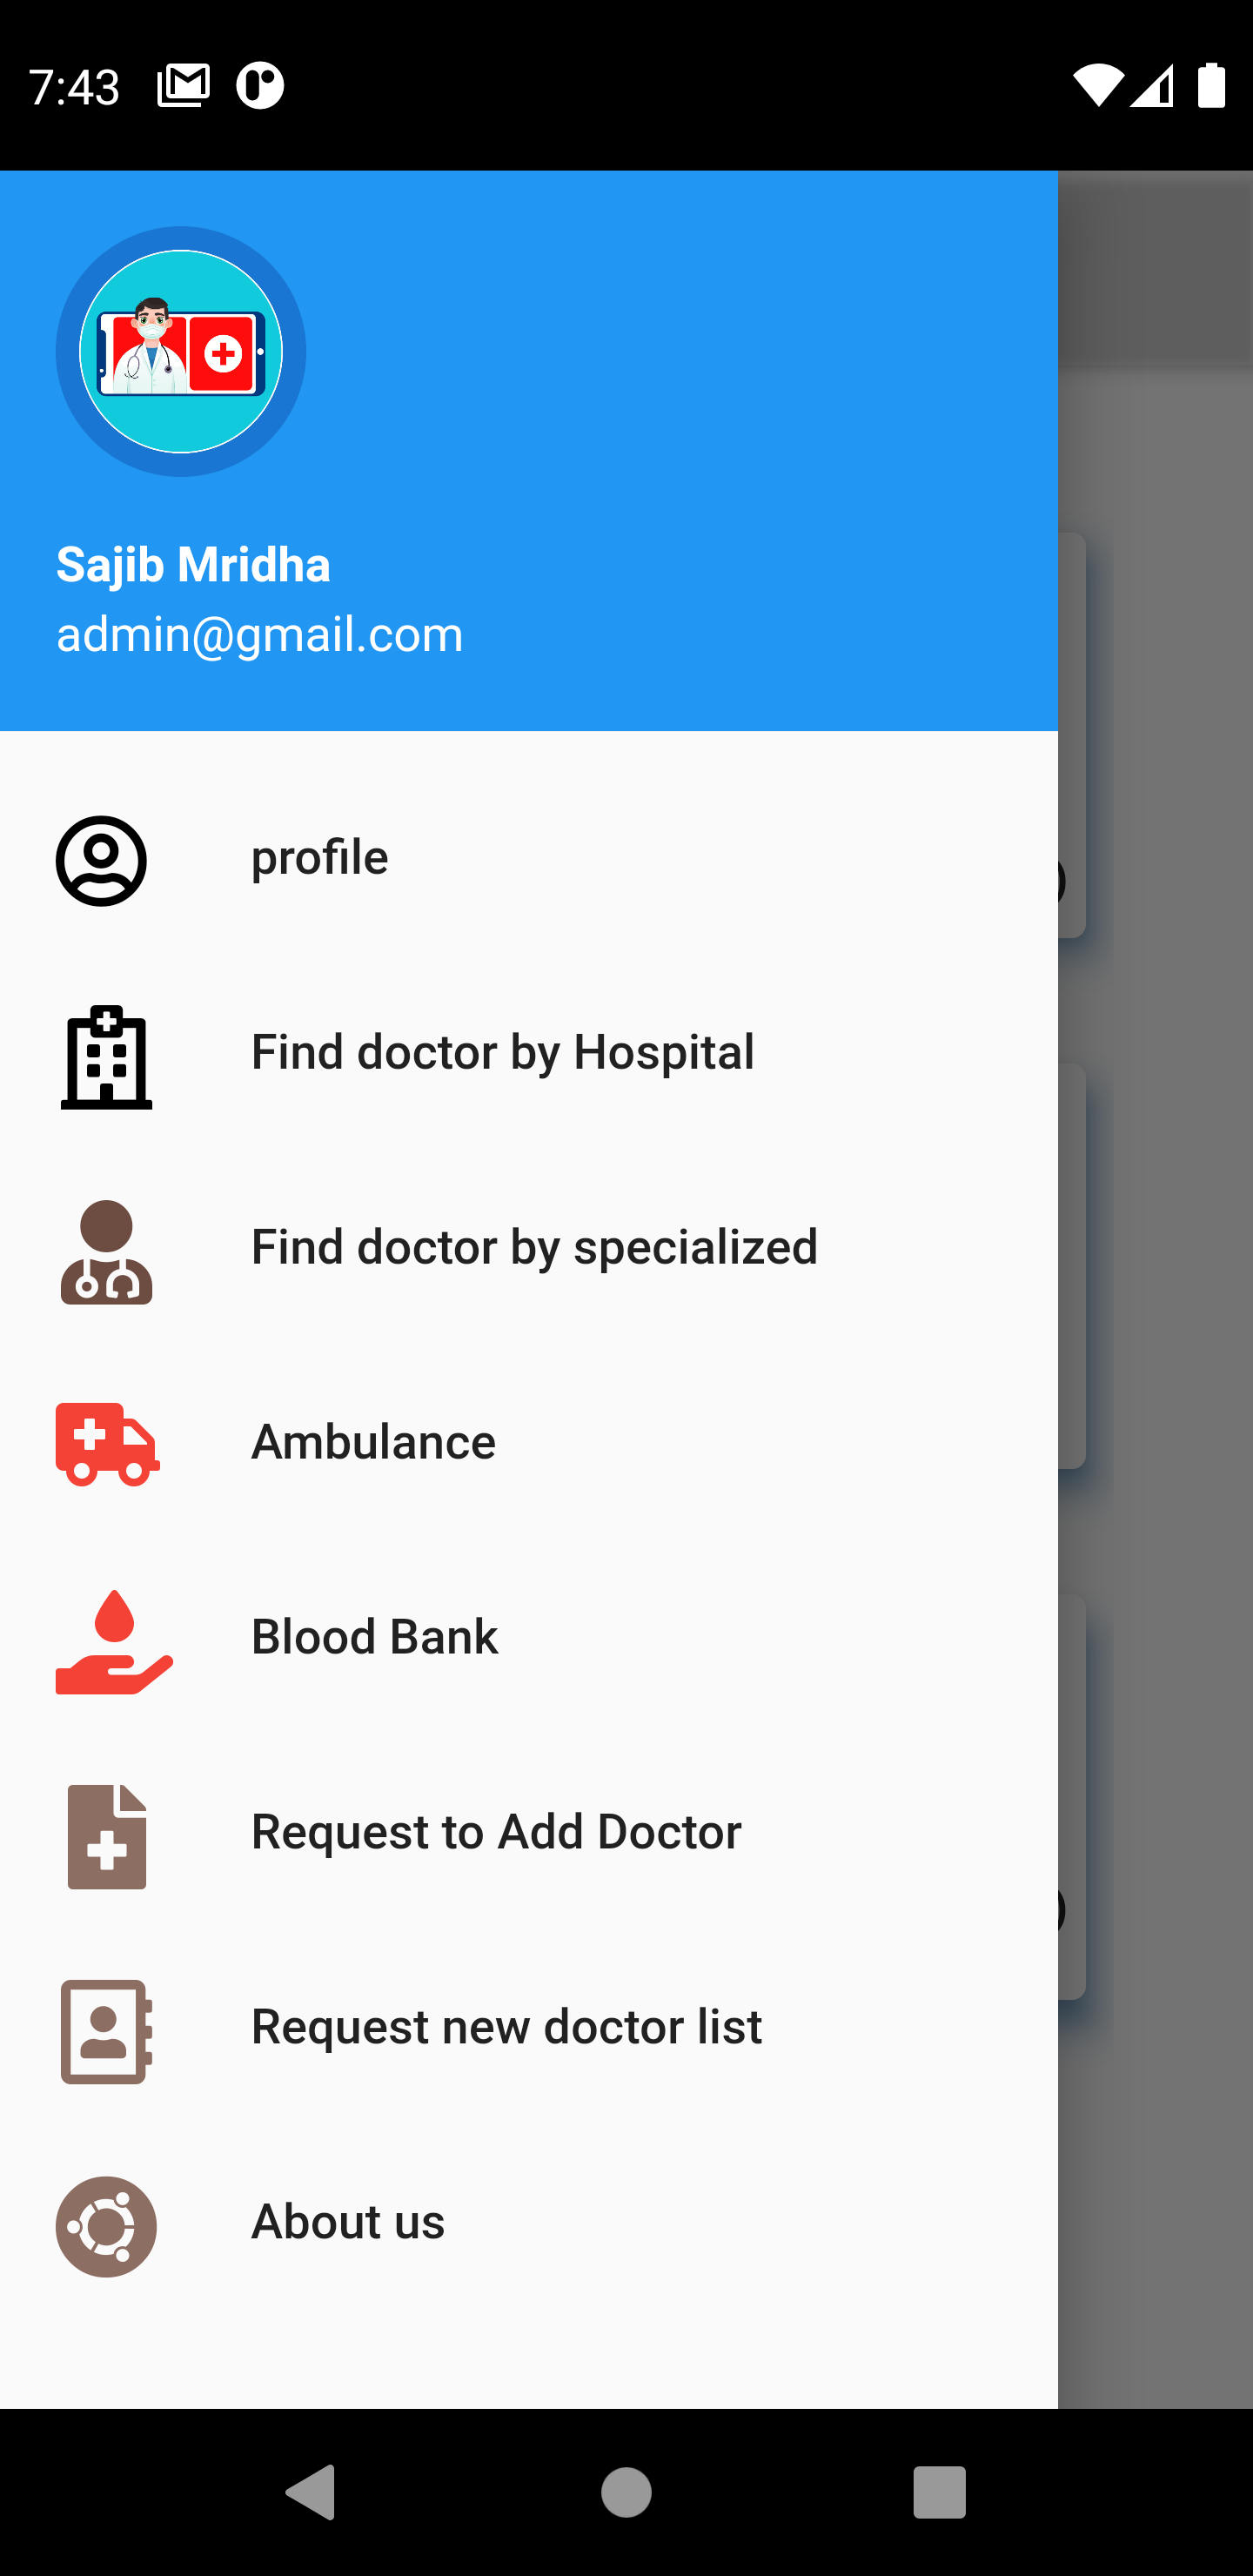 7:43
Sajib Mridha
admin@gmail.com
profile
Find doctor by Hospital
Find doctor by specialized
Ambulance
Blood Bank
Request to Add Doctor
Request new doctor list
About us